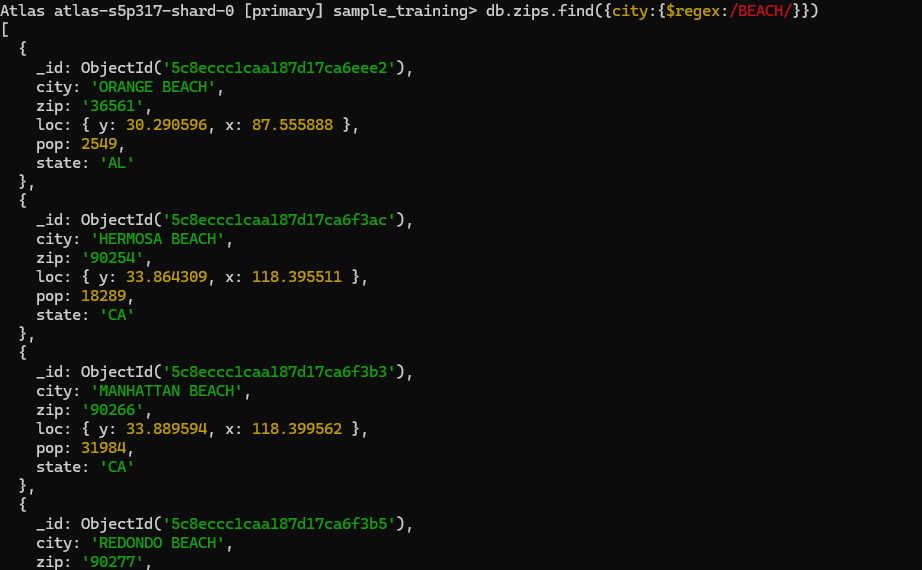 Atlas atlas-s5p317-shard-0 [primary] sample_training> db.zips.find({city:{$regex:/BEACH/}})
[
  {
    _id: ObjectId('5c8eccc1caa187d17ca6eee2'),
    city: 'ORANGE BEACH',
    zip: '36561',
    loc: { y: 30.290596, x: 87.555888 },
    pop: 2549,
    state: 'AL'
  },
  {
    _id: ObjectId('5c8eccc1caa187d17ca6f3ac'),
    city: 'HERMOSA BEACH',
    zip: '90254',
    loc: { y: 33.864309, x: 118.395511 },
    pop: 18289,
    state: 'CA'
  },
  {
    _id: ObjectId('5c8eccc1caa187d17ca6f3b3'),
    city: 'MANHATTAN BEACH',
    zip: '90266',
    loc: { y: 33.889594, x: 118.399562 },
    pop: 31984,
    state: 'CA'
  },
  {
    _id: ObjectId('5c8eccc1caa187d17ca6f3b5'),
    city: 'REDONDO BEACH',
    zip: '90277',